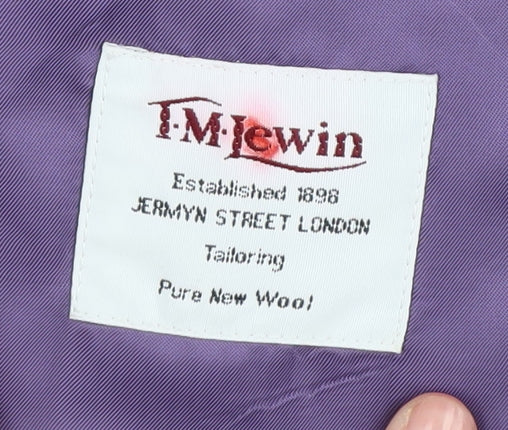 T·M·Lewin
Established 1898
JERMYN STREET LONDON
Tailoring
Pure New Wool